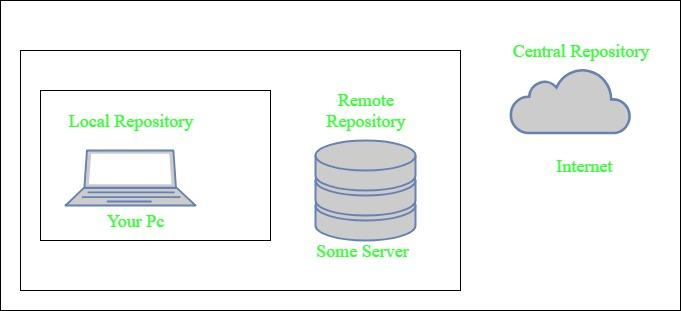 Central Repository
Remote
Repository
Local Repository
Internet
Your Pc
Some Server